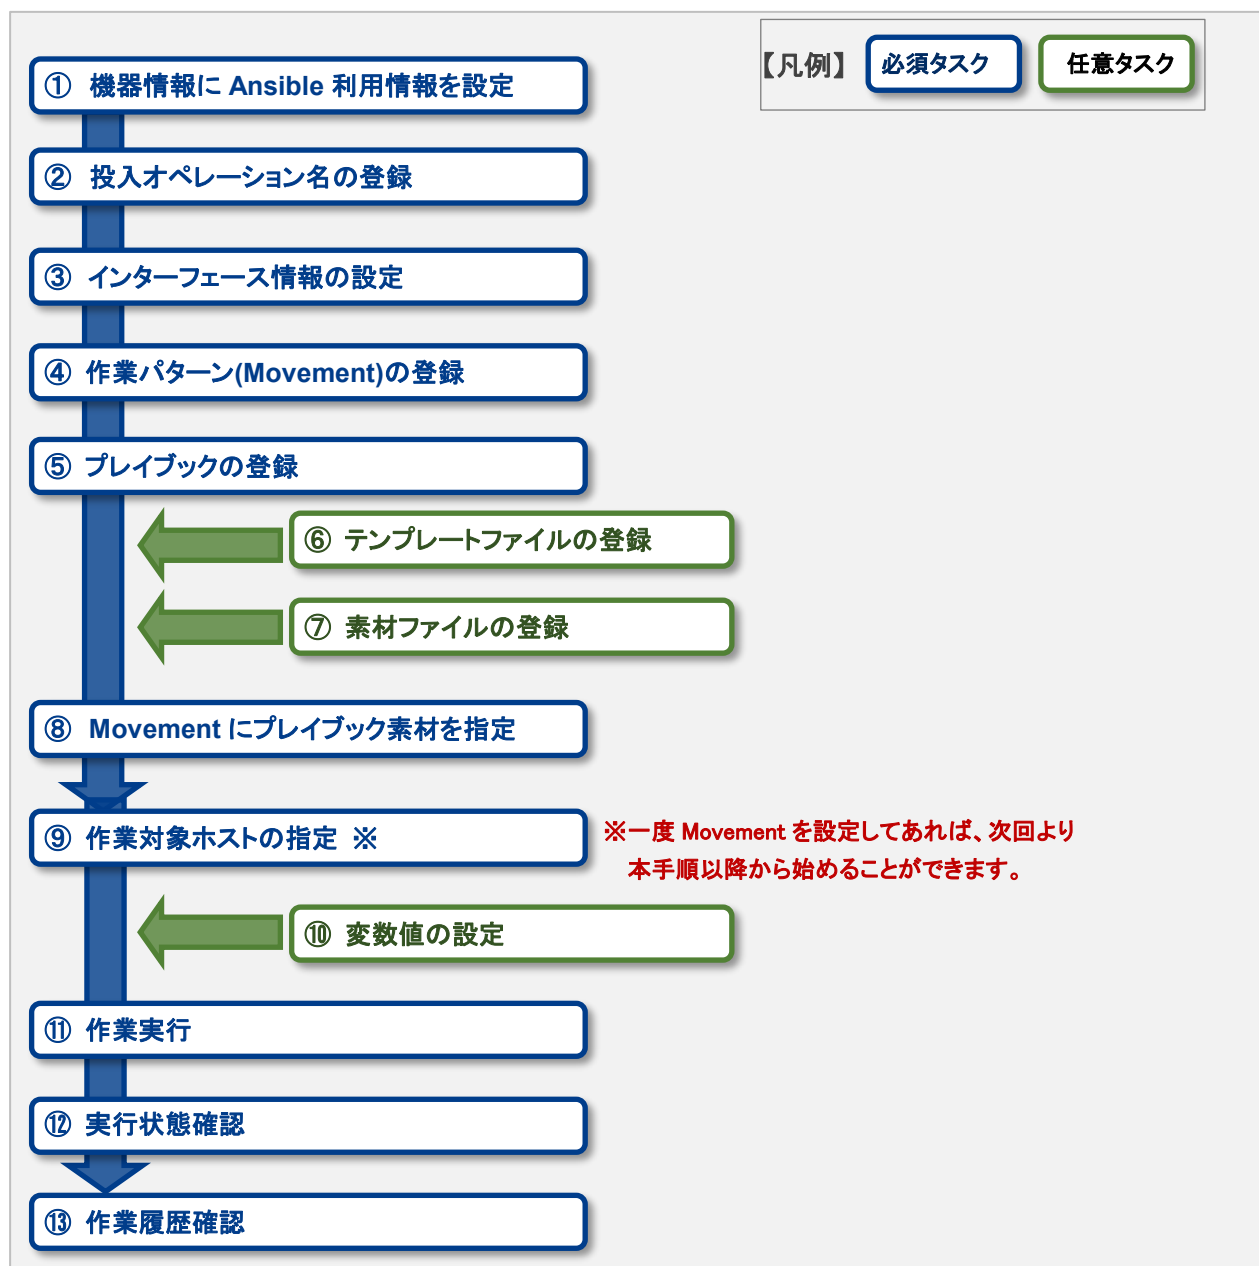 【凡例】 必須タスク 任意タスク
① 機器情報に Ansible 利用情報を設定
② 投入オペレーション名の登録
③ インターフェース情報の設定
④ 作業パターン(Movement)の登録
⑤ プレイブックの登録
⑥ テンプレートファイルの登録
⑦ 素材ファイルの登録
⑧ Movement にプレイブック素材を指定
⑨ 作業対象ホストの指定 ※
※一度 Movement を設定してあれば、次回より
本手順以降から始めることができます。
⑩ 変数値の設定
⑪ 作業実行
⑫ 実行状態確認
⑬ 作業履歴確認